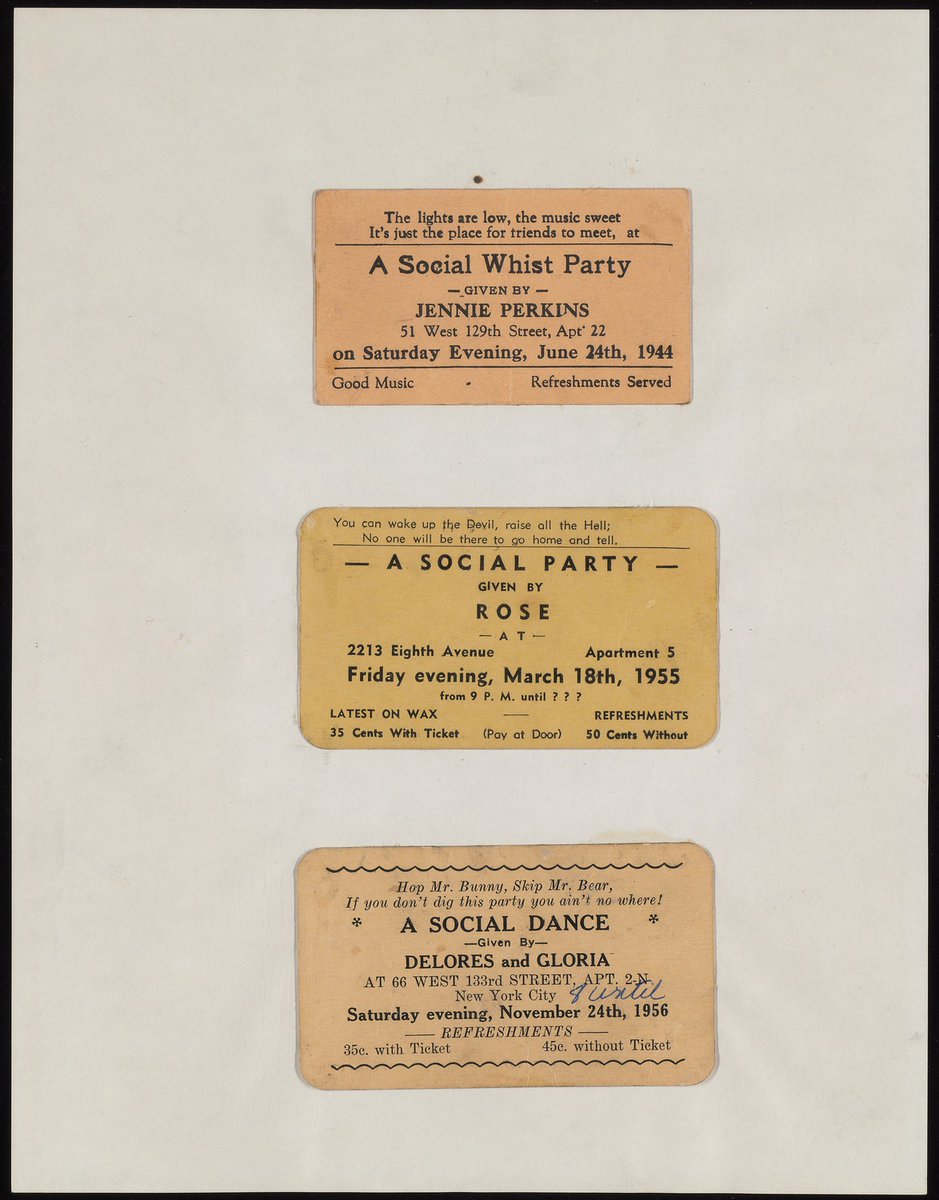 The lights are low, the music sweet
It's just the place for friends to meet, at
A Social Whist Party
— GIVEN BY —
JENNIE PERKINS
51 West 129th Street, Apt 22
on Saturday Evening, June 24th, 1944
Good Music - Refreshments Served
You can wake up the Devil, raise all the Hell;
No one will be there to go home and tell.
— A SOCIAL PARTY —
GIVEN BY
ROSE
— AT —
2213 Eighth Avenue Apartment 5
Friday evening, March 18th, 1955
from 9 P. M. until ? ? ?
LATEST ON WAX — REFRESHMENTS
35 Cents With Ticket (Pay at Door) 50 Cents Without
Hop Mr. Bunny, Skip Mr. Bear,
If you don't dig this party you ain't no where!
* A SOCIAL DANCE *
—Given By—
DELORES and GLORIA
AT 66 WEST 133rd STREET, APT. 2-N
New York City until
Saturday evening, November 24th, 1956
— REFRESHMENTS —
35c. with Ticket 45c. without Ticket